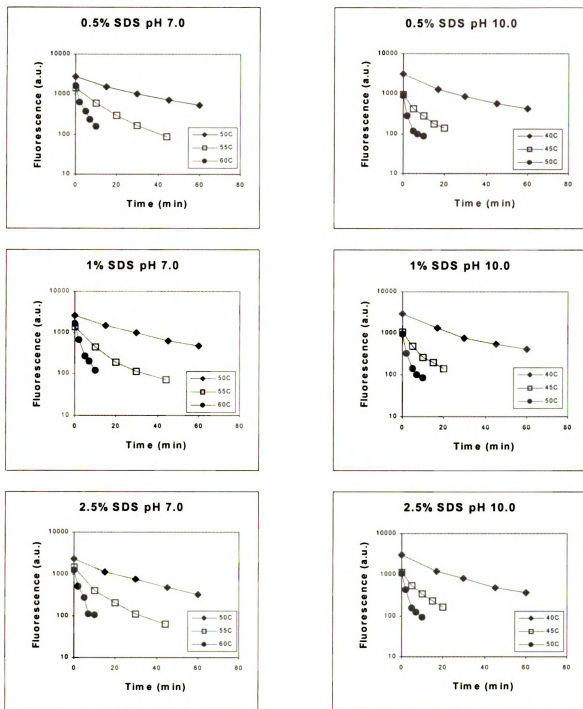 0.5% SDS pH 7.0
Fluorescence (a.u.)
10000
1000
100
10
0
20
40
60
80
Time (min)
50C
55C
60C
0.5% SDS pH 10.0
Fluorescence (a.u.)
10000
1000
100
10
0
20
40
60
80
Time (min)
40C
45C
50C
1% SDS pH 7.0
Fluorescence (a.u.)
10000
1000
100
10
0
20
40
60
80
Time (min)
50C
55C
60C
1% SDS pH 10.0
Fluorescence (a.u.)
10000
1000
100
10
0
20
40
60
80
Time (min)
40C
45C
50C
2.5% SDS pH 7.0
Fluorescence (a.u.)
10000
1000
100
10
0
20
40
60
80
Time (min)
50C
55C
60C
2.5% SDS pH 10.0
Fluorescence (a.u.)
10000
1000
100
10
0
20
40
60
80
Time (min)
40C
45C
50C